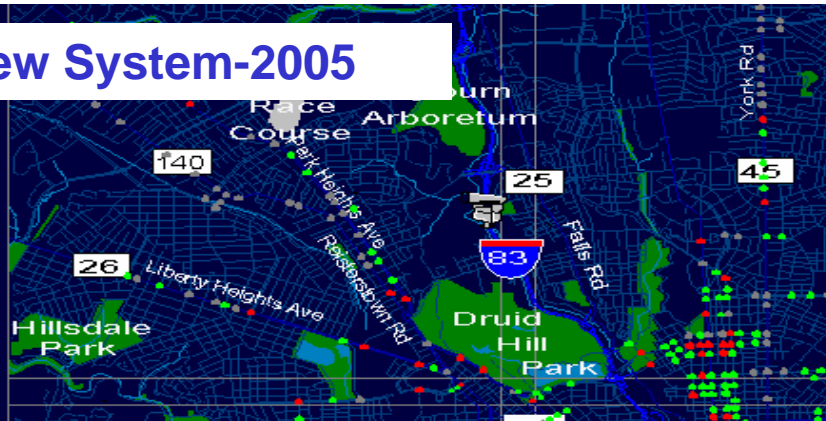 ew System-2005
burn
Arboretum
Race
Course
York Rd
140
Park Heights Ave
25
45
83
Falls Rd
26
Liberty Heights Ave
Reisterstown Rd
Hillsdale
Park
Druid
Hill
Park